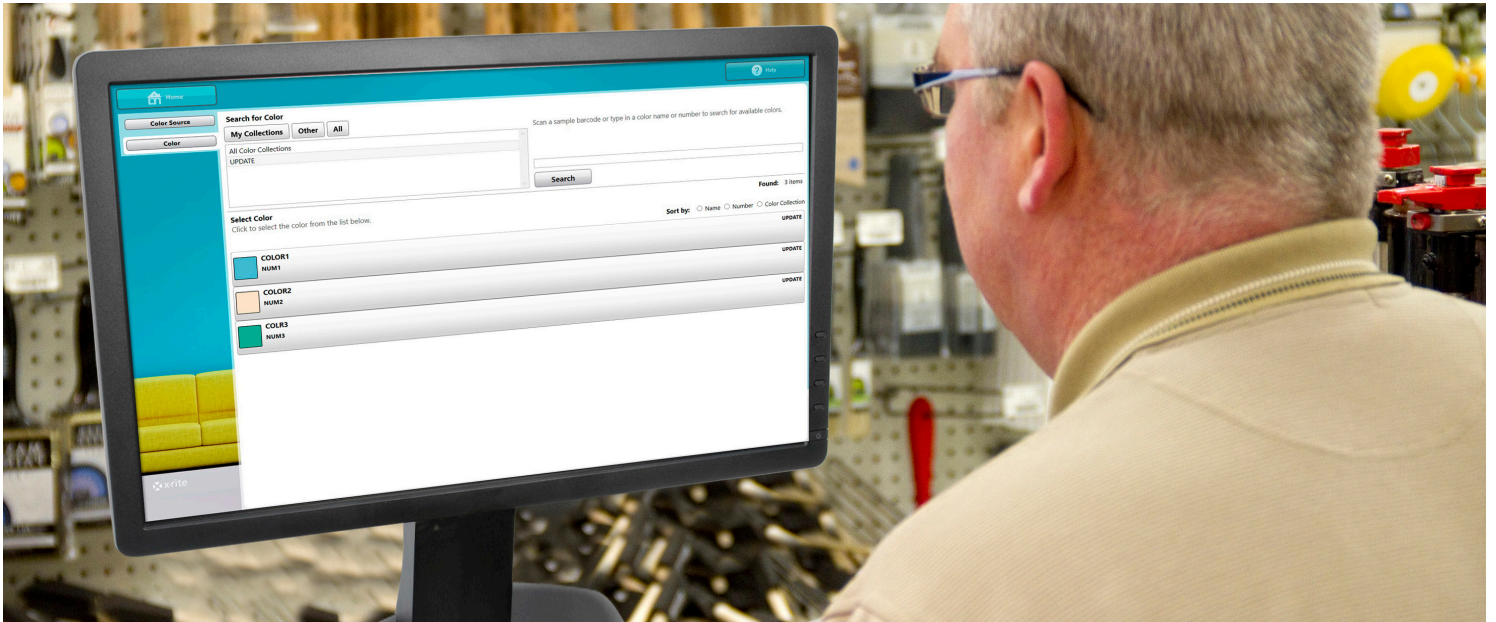 Home
Help
Color Source
Color
Search for Color
My Collections Other All
All Color Collections
UPDATE
Scan a sample barcode or type in a color name or number to search for available colors.
Search
Found: 3 items
Select Color
Click to select the color from the list below.
Sort by: Name Number Color Collection
COLOR1
NUM1
UPDATE
COLOR2
NUM2
UPDATE
COLR3
NUM3
UPDATE
x·rite